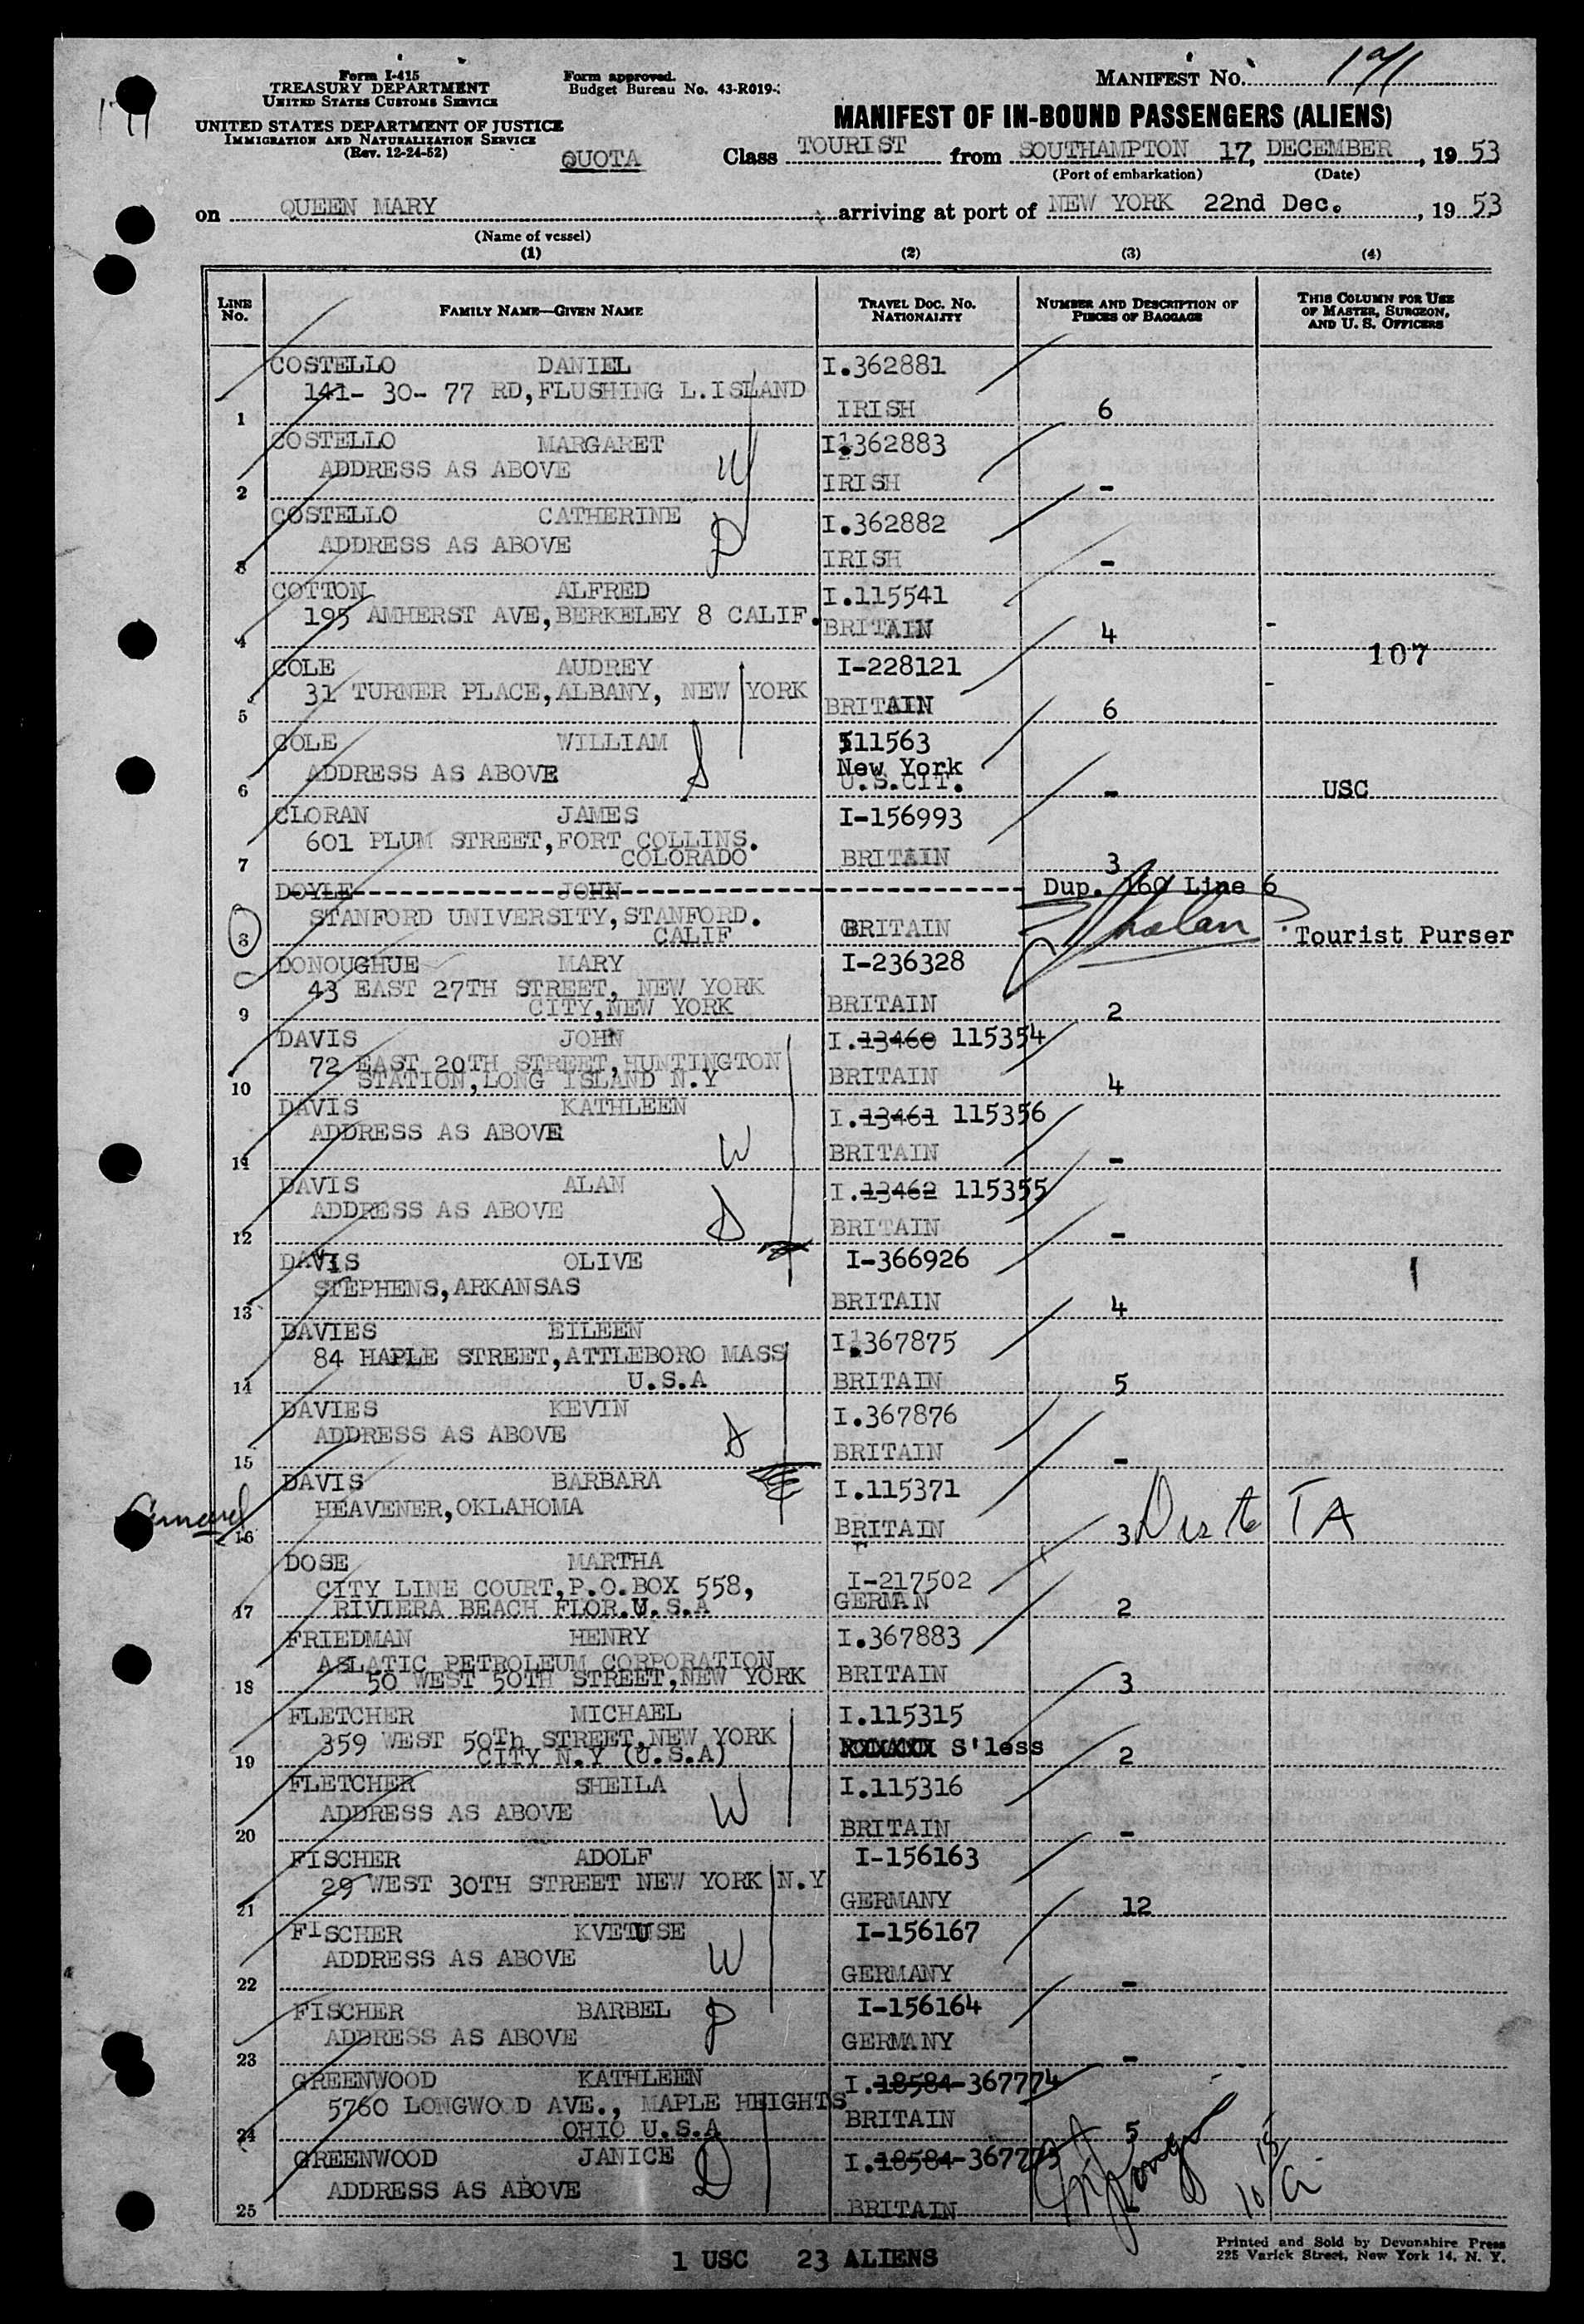 Form I-415
TREASURY DEPARTMENT
UNITED STATES CUSTOMS SERVICE
UNITED STATES DEPARTMENT OF JUSTICE
IMMIGRATION AND NATURALIZATION SERVICE
(Rev. 12-24-52)
Form approved.
Budget Bureau No. 43-R019-
MANIFEST No.
MANIFEST OF IN-BOUND PASSENGERS (ALIENS)
QUOTA Class TOURIST from SOUTHAMPTON 17, DECEMBER, 19 53
(Port of embarkation) (Date)
on QUEEN MARY arriving at port of NEW YORK 22nd Dec., 19 53
(Name of vessel)
(1) (2) (3) (4)
LINE No. FAMILY NAME—GIVEN NAME TRAVEL DOC. No. NATIONALITY NUMBER AND DESCRIPTION OF PIECES OF BAGGAGE THIS COLUMN FOR USE OF MASTER, SURGEON, AND U. S. OFFICERS
COSTELLO DANIEL I.362881
141- 30- 77 RD,FLUSHING L.ISLAND
1 IRISH 6
COSTELLO MARGARET I.362883
ADDRESS AS ABOVE W
2 IRISH -
COSTELLO CATHERINE I.362882
ADDRESS AS ABOVE D
3 IRISH -
COTTON ALFRED I.115541
195 AMHERST AVE,BERKELEY 8 CALIF.
4 BRITAIN 4
107
COLE AUDREY I-228121
31 TURNER PLACE,ALBANY, NEW YORK
5 BRITAIN 6
COLE WILLIAM 511563
ADDRESS AS ABOVE S New York
6 U.S.CIT. - USC
CLORAN JAMES I-156993
601 PLUM STREET,FORT COLLINS.
COLORADO
7 BRITAIN 3
DOYLE JOHN Dup. 160 Line 6
STANFORD UNIVERSITY,STANFORD.
CALIF
8 BRITAIN Tourist Purser
DONOUGHUE MARY I-236328
43 EAST 27TH STREET, NEW YORK
CITY,NEW YORK
9 BRITAIN 2
DAVIS JOHN I.13460 115354
72 EAST 20TH STREET,HUNTINGTON
STATION,LONG ISLAND N.Y
10 BRITAIN 4
DAVIS KATHLEEN I.13461 115356
ADDRESS AS ABOVE W
11 BRITAIN -
DAVIS ALAN I.13462 115355
ADDRESS AS ABOVE S
12 BRITAIN -
DAVIS OLIVE I-366926
STEPHENS,ARKANSAS
13 BRITAIN 4
DAVIES EILEEN I.367875
84 HAPLE STREET,ATTLEBORO MASS
U.S.A
14 BRITAIN 5
DAVIES KEVIN I.367876
ADDRESS AS ABOVE S
15 BRITAIN -
DAVIS BARBARA I.115371
HEAVENER,OKLAHOMA
16 BRITAIN 3
DOSE MARTHA I-217502
CITY LINE COURT,P.O.BOX 558,
RIVIERA BEACH FLOR.U.S.A
17 GERMAN 2
FRIEDMAN HENRY I.367883
ASLATIC PETROLEUM CORPORATION
50 WEST 50TH STREET,NEW YORK
18 BRITAIN 3
FLETCHER MICHAEL I.115315
359 WEST 50Th STREET,NEW YORK
CITY N.Y (U.S.A)
19 S'less 2
FLETCHER SHEILA I.115316
ADDRESS AS ABOVE W
20 BRITAIN -
FISCHER ADOLF I-156163
29 WEST 30TH STREET NEW YORK N.Y
21 GERMANY 12
FISCHER KVETUSE I-156167
ADDRESS AS ABOVE W
22 GERMANY -
FISCHER BARBEL I-156164
ADDRESS AS ABOVE D
23 GERMANY -
GREENWOOD KATHLEEN I.18584-367774
5760 LONGWOOD AVE., MAPLE HEIGHTS
OHIO U.S.A
24 BRITAIN 5
GREENWOOD JANICE I.18584-367775
ADDRESS AS ABOVE D
25 BRITAIN -
1 USC 23 ALIENS
Printed and Sold by Devonshire Press
225 Varick Street, New York 14, N. Y.